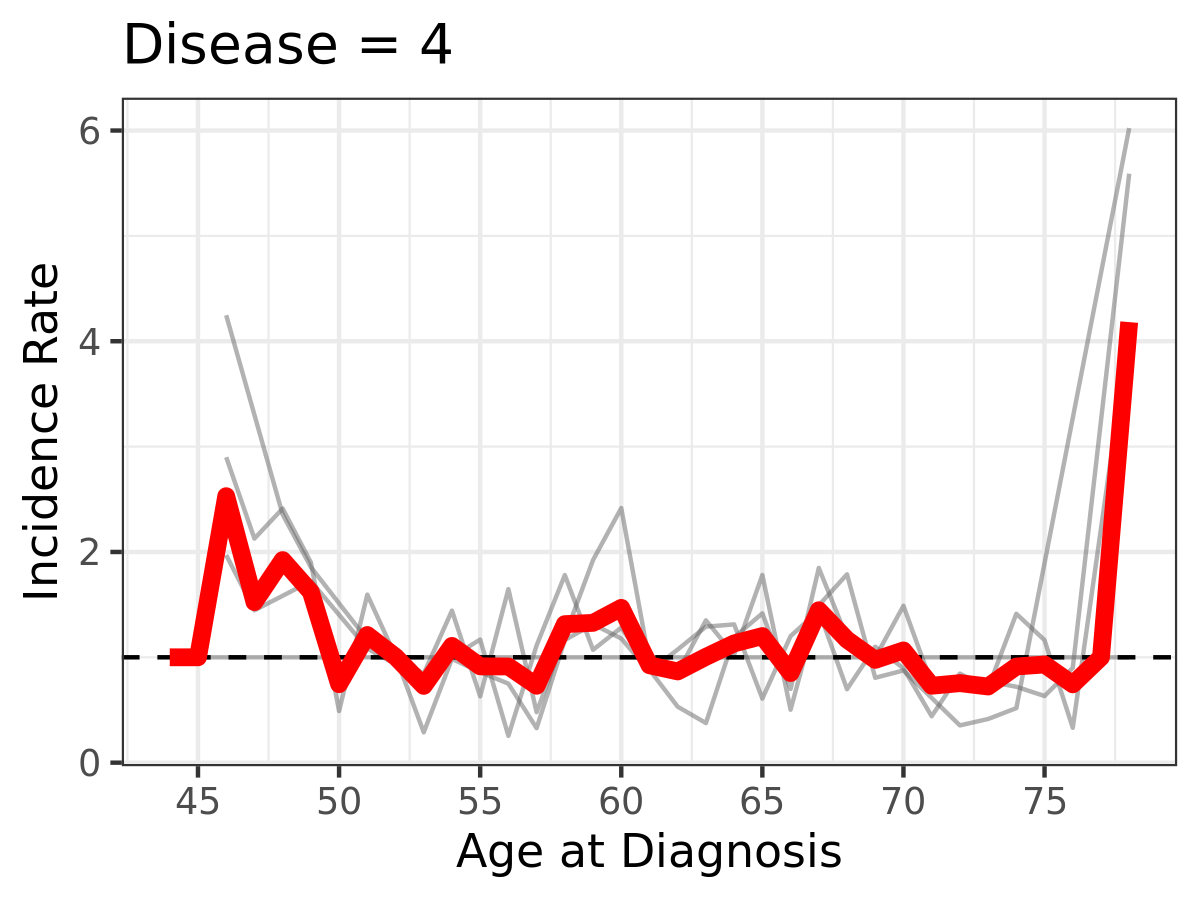 Disease = 4
6
4
2
0
Incidence Rate
45 50 55 60 65 70 75
Age at Diagnosis